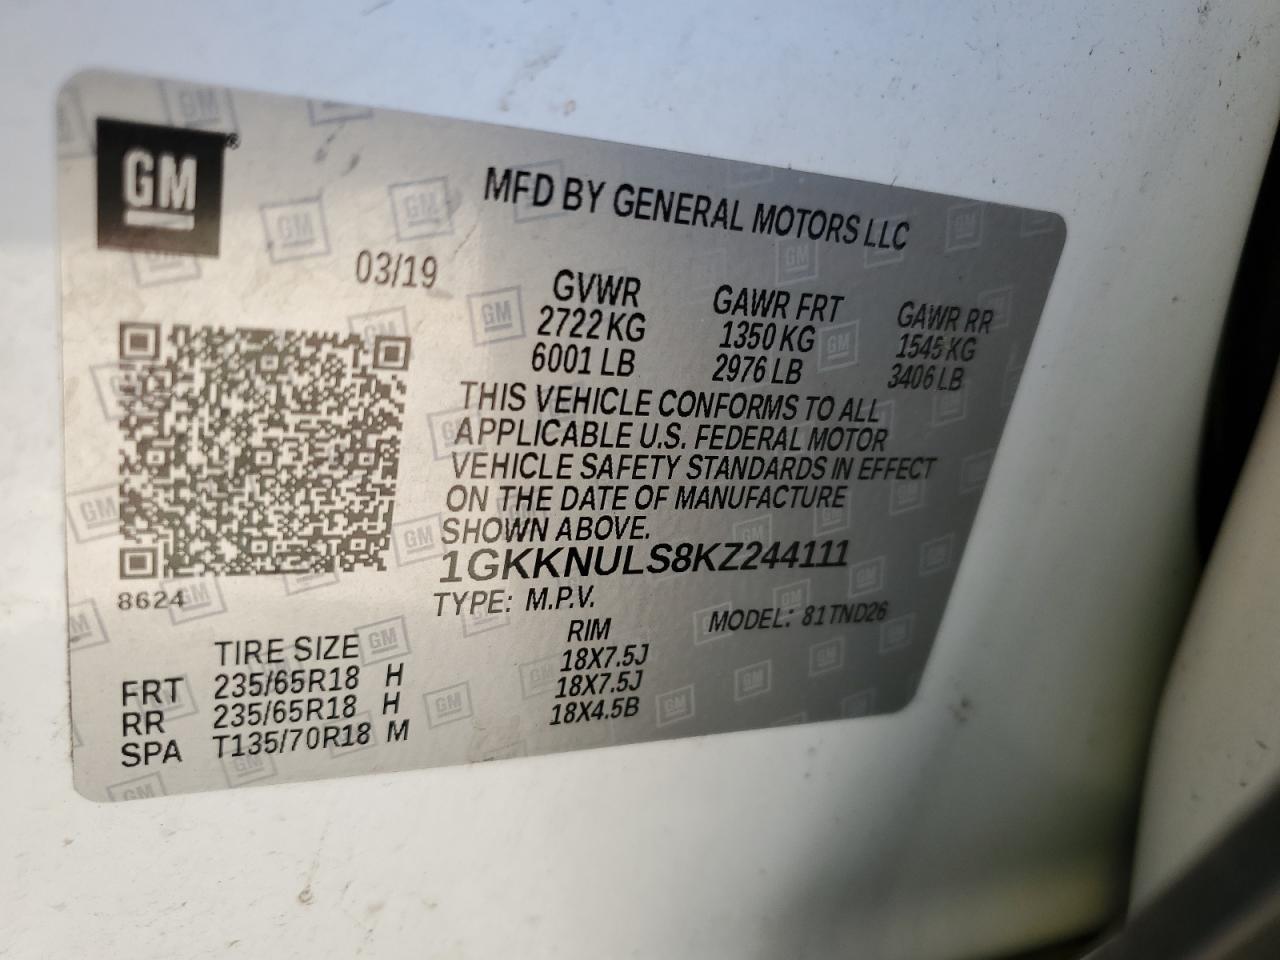 GM
MFD BY GENERAL MOTORS LLC
03/19
GVWR GAWR FRT GAWR RR
2722 KG 1350 KG 1545 KG
6001 LB 2976 LB 3406 LB
THIS VEHICLE CONFORMS TO ALL
APPLICABLE U.S. FEDERAL MOTOR
VEHICLE SAFETY STANDARDS IN EFFECT
ON THE DATE OF MANUFACTURE
SHOWN ABOVE.
1GKKNULS8KZ244111
8624
TYPE: M.P.V. MODEL: 81TND26
TIRE SIZE RIM
FRT 235/65R18 H 18X7.5J
RR 235/65R18 H 18X7.5J
SPA T135/70R18 M 18X4.5B